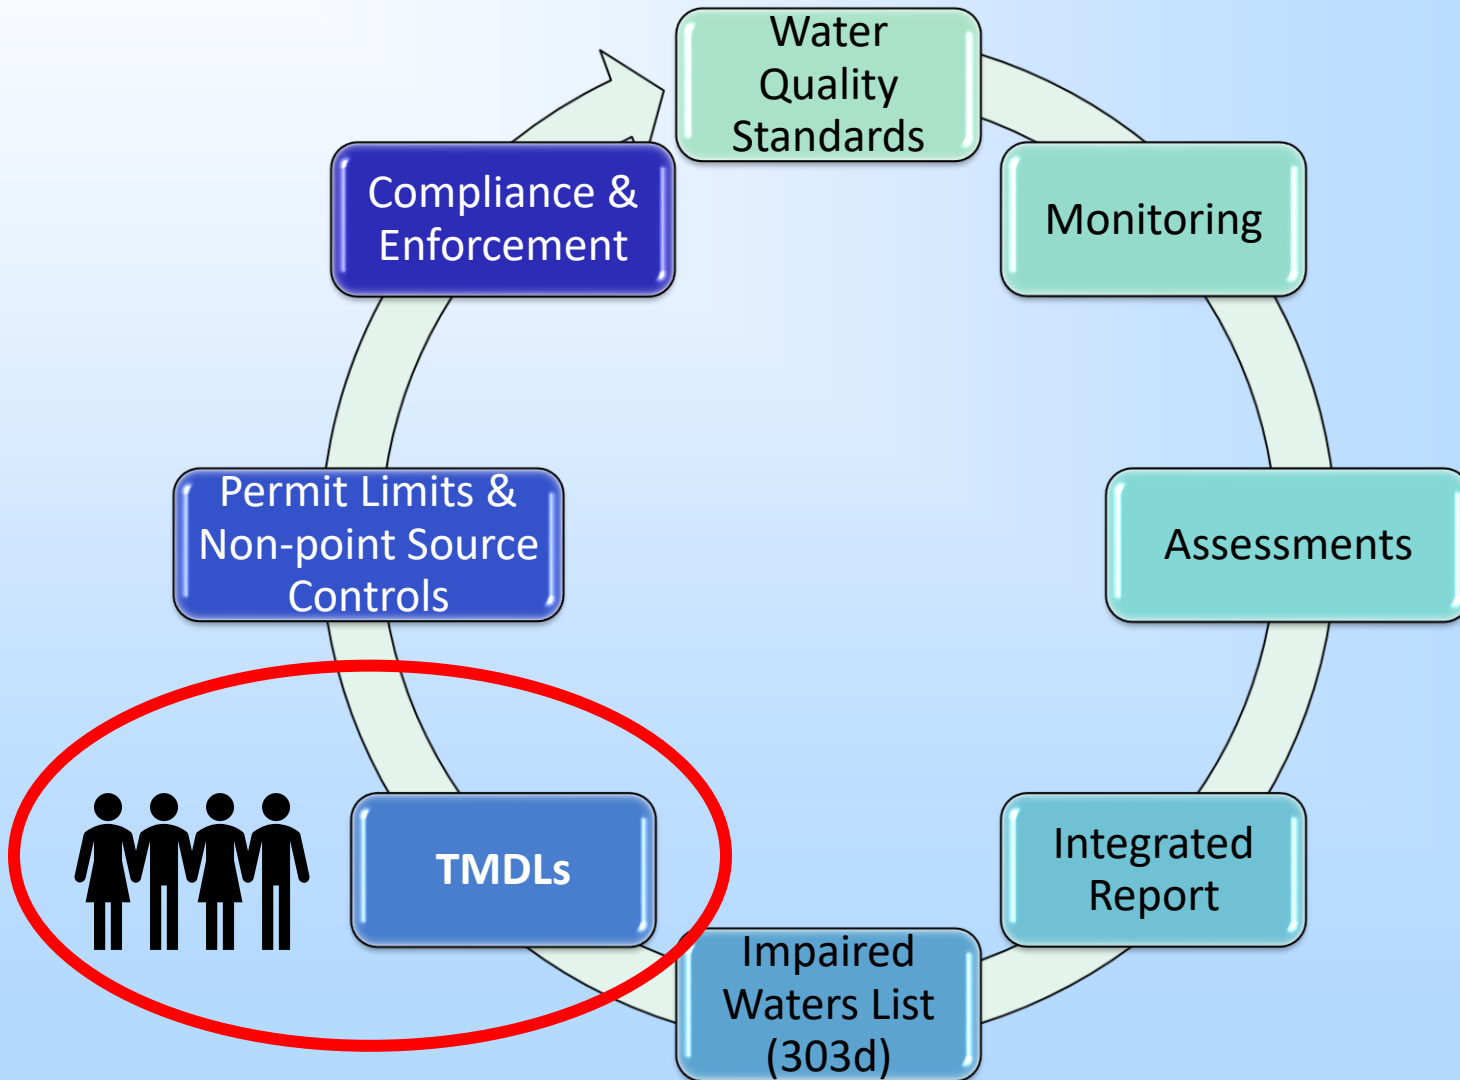 Water
Quality
Standards
Monitoring
Assessments
Integrated
Report
Impaired
Waters List
(303d)
TMDLs
Permit Limits &
Non-point Source
Controls
Compliance &
Enforcement